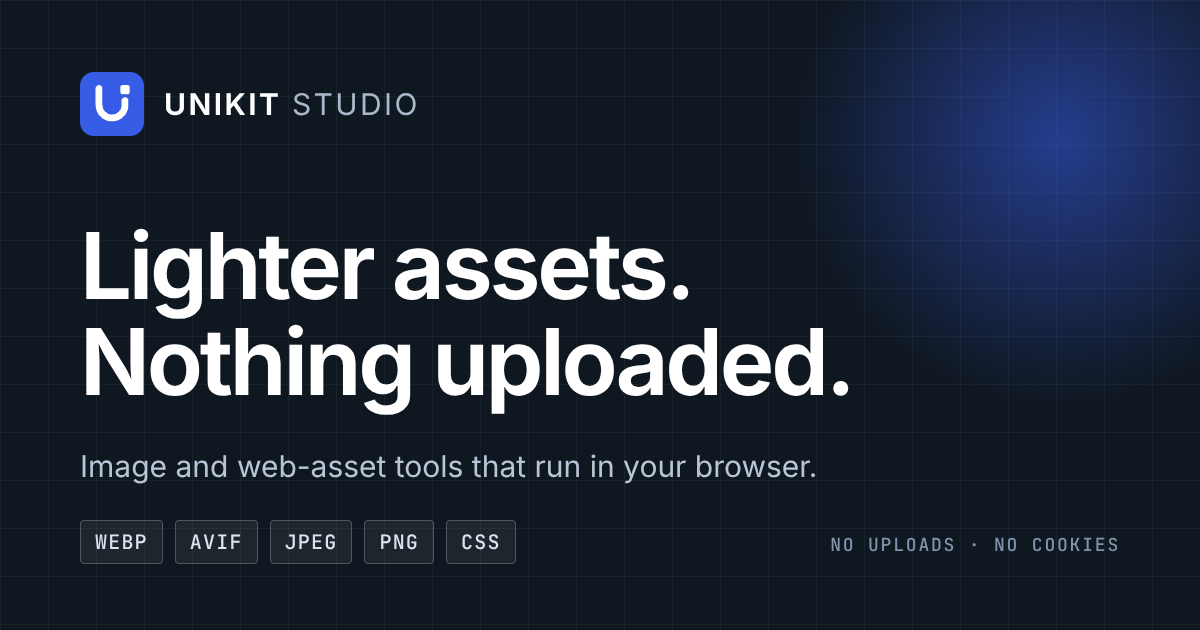 UNIKIT STUDIO
Lighter assets.
Nothing uploaded.
Image and web-asset tools that run in your browser.
WEBP AVIF JPEG PNG CSS
NO UPLOADS · NO COOKIES